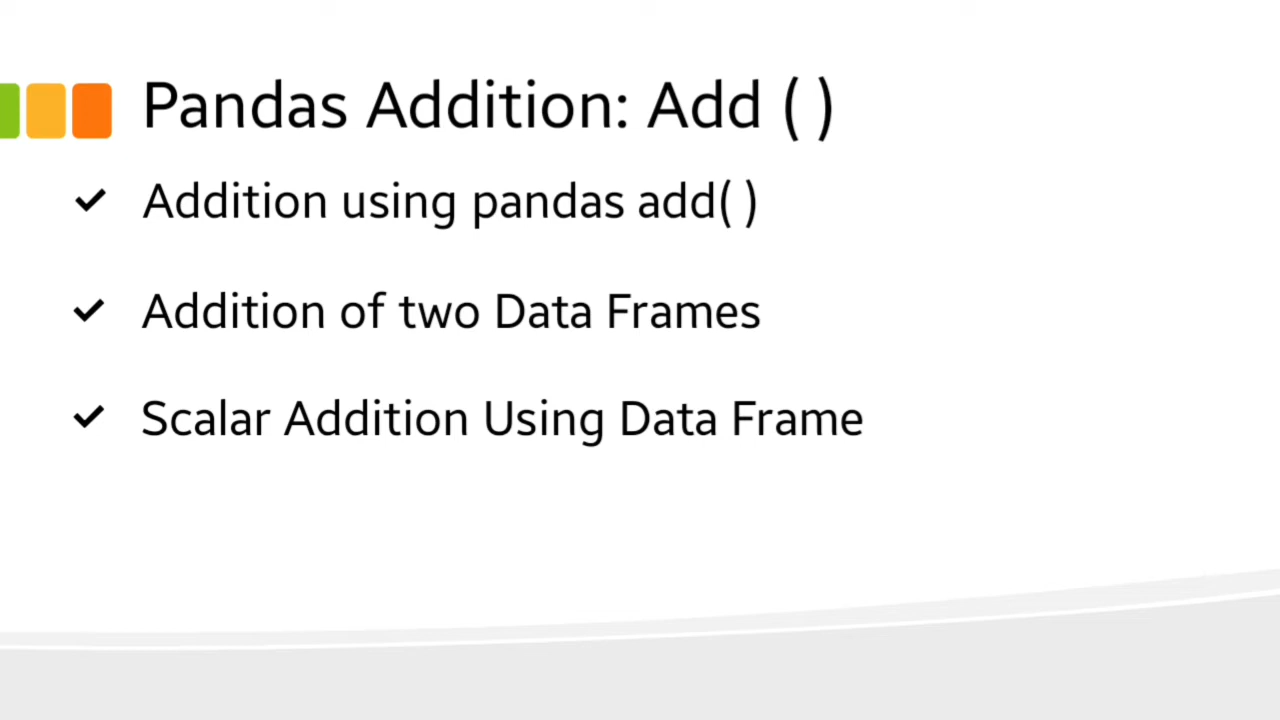 Pandas Addition: Add ( )
✔ Addition using pandas add( )
✔ Addition of two Data Frames
✔ Scalar Addition Using Data Frame